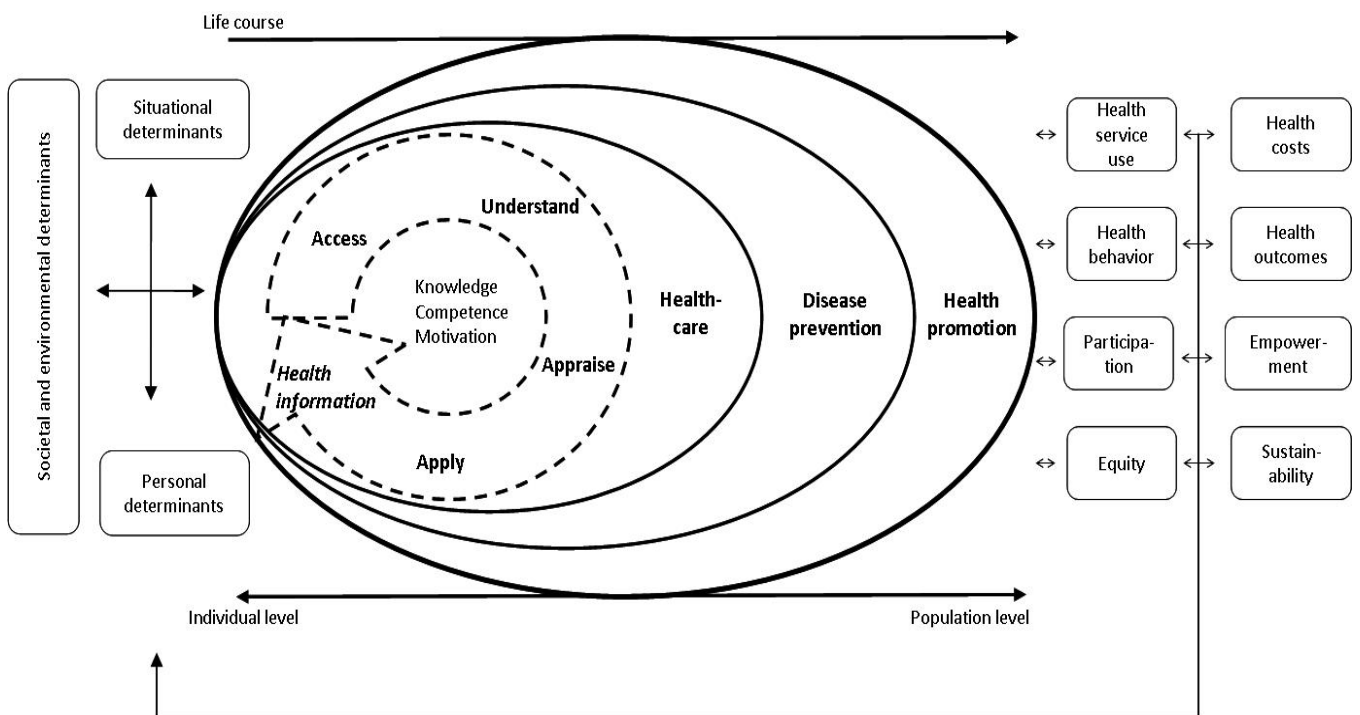 Life course
Societal and environmental determinants
Situational
determinants
Personal
determinants
Access
Understand
Knowledge
Competence
Motivation
Health
information
Appraise
Apply
Health-
care
Disease
prevention
Health
promotion
Individual level
Population level
Health
service
use
Health
costs
Health
behavior
Health
outcomes
Participa-
tion
Empower-
ment
Equity
Sustain-
ability